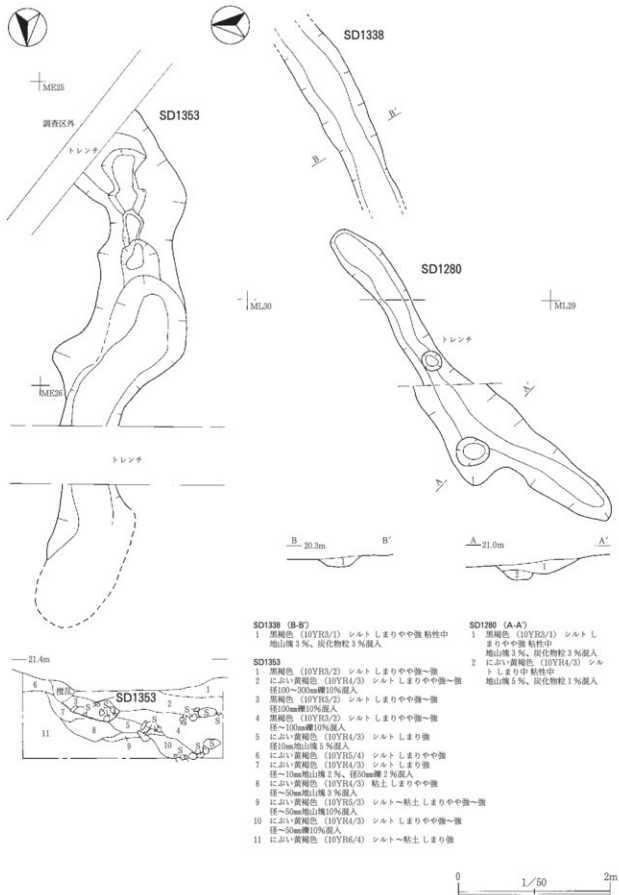 SD1338
ME25
SD1353
調査区外
トレンチ
B'
B
SD1280
ML30
ML29
トレンチ
ME26
A'
トレンチ
A
B 20.3m B'
A 21.0m A'
1
1
2
SD1338 (B-B')
1 黒褐色 (10YR3/1) シルト しまりやや強 粘性中
地山塊3%、炭化物粒3%混入
SD1280 (A-A')
1 黒褐色 (10YR3/1) シルト し
まりやや強 粘性中
地山塊3%、炭化物粒3%混入
2 にぶい黄褐色 (10YR4/3) シル
ト しまり中 粘性中
地山塊5%、炭化物粒1%混入
SD1353
1 黒褐色 (10YR3/2) シルト しまりやや強~強
2 にぶい黄褐色 (10YR4/3) シルト しまりやや強~強
径100~300㎜礫10%混入
3 黒褐色 (10YR3/2) シルト しまりやや強~強
径100㎜礫10%混入
4 黒褐色 (10YR3/2) シルト しまりやや強~強
径~100㎜礫10%混入
5 にぶい黄褐色 (10YR4/3) シルト しまり強
径10㎜地山塊5%混入
6 にぶい黄褐色 (10YR5/4) シルト しまりやや強
7 にぶい黄褐色 (10YR4/3) シルト しまり強
径~10㎜地山塊2%、径50㎜礫2%混入
8 にぶい黄褐色 (10YR4/3) 粘土 しまりやや強
径~50㎜地山塊3%混入
9 にぶい黄褐色 (10YR5/3) シルト~粘土 しまりやや強~強
径~50㎜地山塊10%混入
10 にぶい黄褐色 (10YR4/3) シルト しまりやや強~強
径~50㎜礫10%混入
11 にぶい黄褐色 (10YR6/4) シルト~粘土 しまり強
21.4m
SD1353
6 撹乱 2 1
7 S S S S S
11 8 5 4
9 10 S
0 1/50 2m